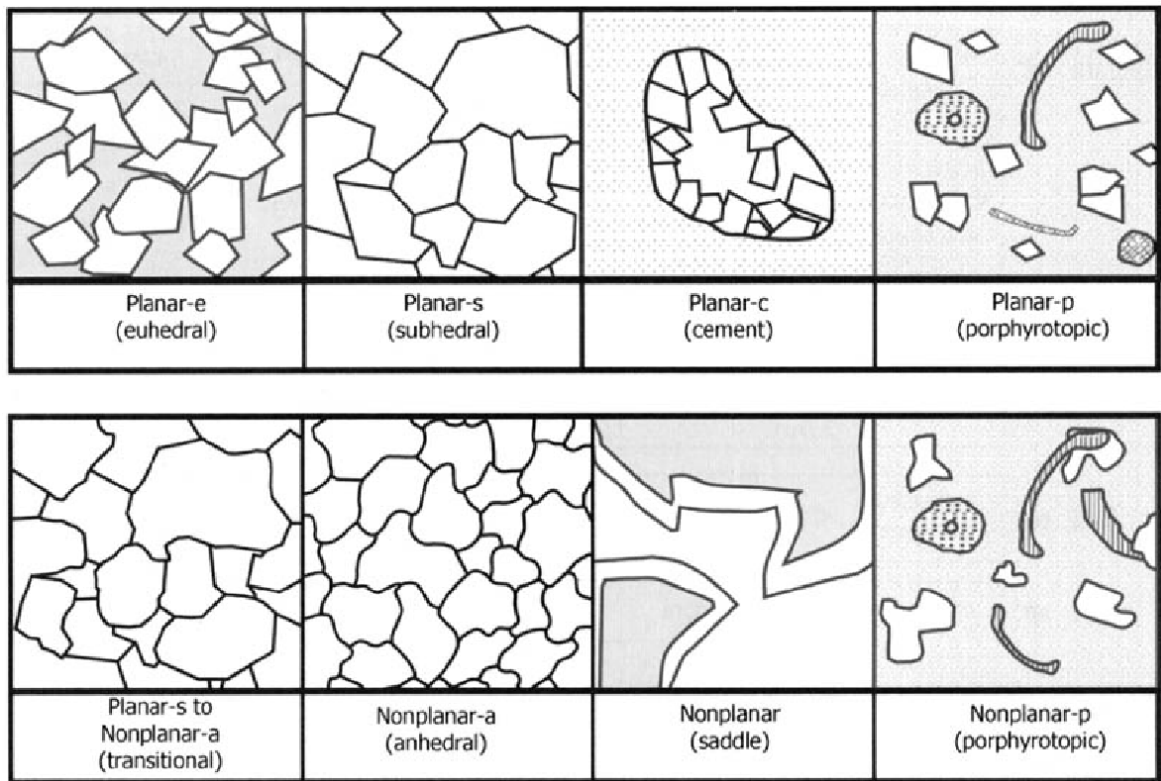 Planar-e
(euhedral)
Planar-s
(subhedral)
Planar-c
(cement)
Planar-p
(porphyrotopic)
Planar-s to
Nonplanar-a
(transitional)
Nonplanar-a
(anhedral)
Nonplanar
(saddle)
Nonplanar-p
(porphyrotopic)